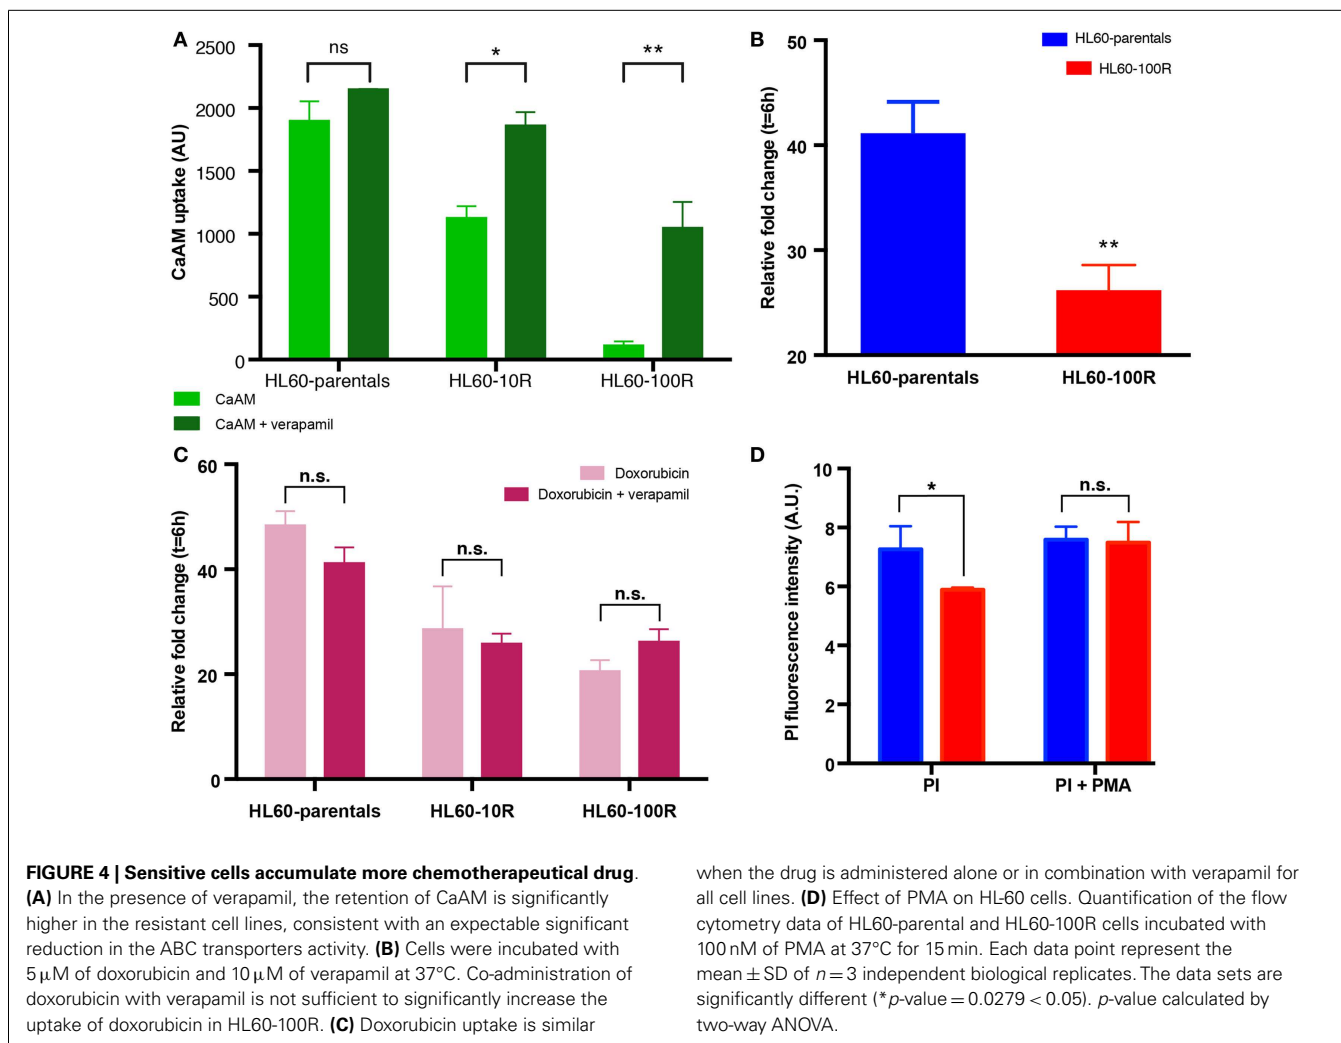 A
2500
2000
1500
1000
500
0
CaAM uptake (AU)
ns
*
**
HL60-parentals
HL60-10R
HL60-100R
CaAM
CaAM + verapamil
B
50
40
30
20
Relative fold change (t=6h)
HL60-parentals
HL60-100R
**
HL60-parentals
HL60-100R
C
60
40
20
0
Relative fold change (t=6h)
Doxorubicin
Doxorubicin + verapamil
n.s.
n.s.
n.s.
HL60-parentals
HL60-10R
HL60-100R
D
10
8
6
4
2
0
PI fluorescence intensity (A.U.)
*
n.s.
PI
PI + PMA
FIGURE 4 | Sensitive cells accumulate more chemotherapeutical drug.
(A) In the presence of verapamil, the retention of CaAM is significantly
higher in the resistant cell lines, consistent with an expectable significant
reduction in the ABC transporters activity. (B) Cells were incubated with
5 μM of doxorubicin and 10 μM of verapamil at 37°C. Co-administration of
doxorubicin with verapamil is not sufficient to significantly increase the
uptake of doxorubicin in HL60-100R. (C) Doxorubicin uptake is similar
when the drug is administered alone or in combination with verapamil for
all cell lines. (D) Effect of PMA on HL-60 cells. Quantification of the flow
cytometry data of HL60-parental and HL60-100R cells incubated with
100 nM of PMA at 37°C for 15 min. Each data point represent the
mean ± SD of n = 3 independent biological replicates. The data sets are
significantly different (*p-value = 0.0279 < 0.05). p-value calculated by
two-way ANOVA.